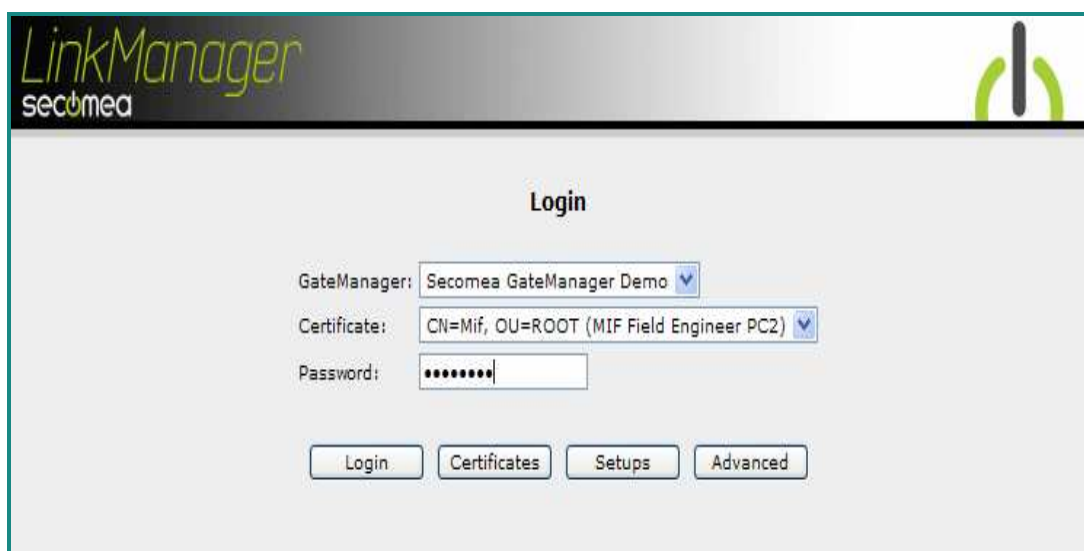 LinkManager
secomea
Login
GateManager: Secomea GateManager Demo
Certificate: CN=Mif, OU=ROOT (MIF Field Engineer PC2)
Password: ••••••••
Login Certificates Setups Advanced